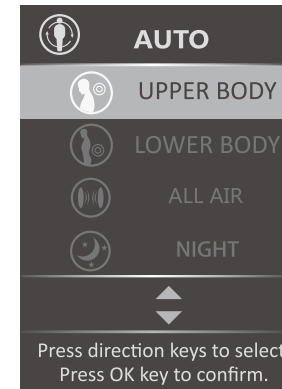 AUTO
UPPER BODY
LOWER BODY
ALL AIR
NIGHT
Press direction keys to select
Press OK key to confirm.